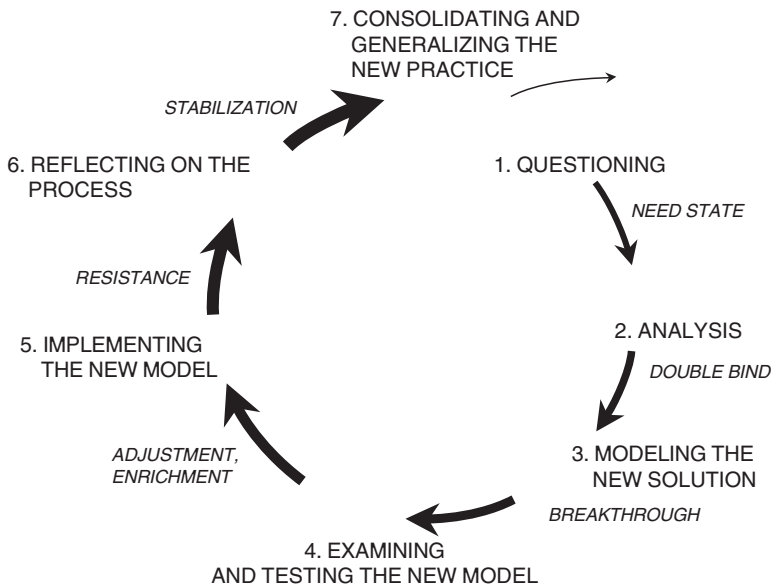 7. CONSOLIDATING AND
GENERALIZING THE
NEW PRACTICE
STABILIZATION
6. REFLECTING ON THE
PROCESS
1. QUESTIONING
NEED STATE
RESISTANCE
2. ANALYSIS
5. IMPLEMENTING
THE NEW MODEL
DOUBLE BIND
ADJUSTMENT,
ENRICHMENT
3. MODELING THE
NEW SOLUTION
BREAKTHROUGH
4. EXAMINING
AND TESTING THE NEW MODEL